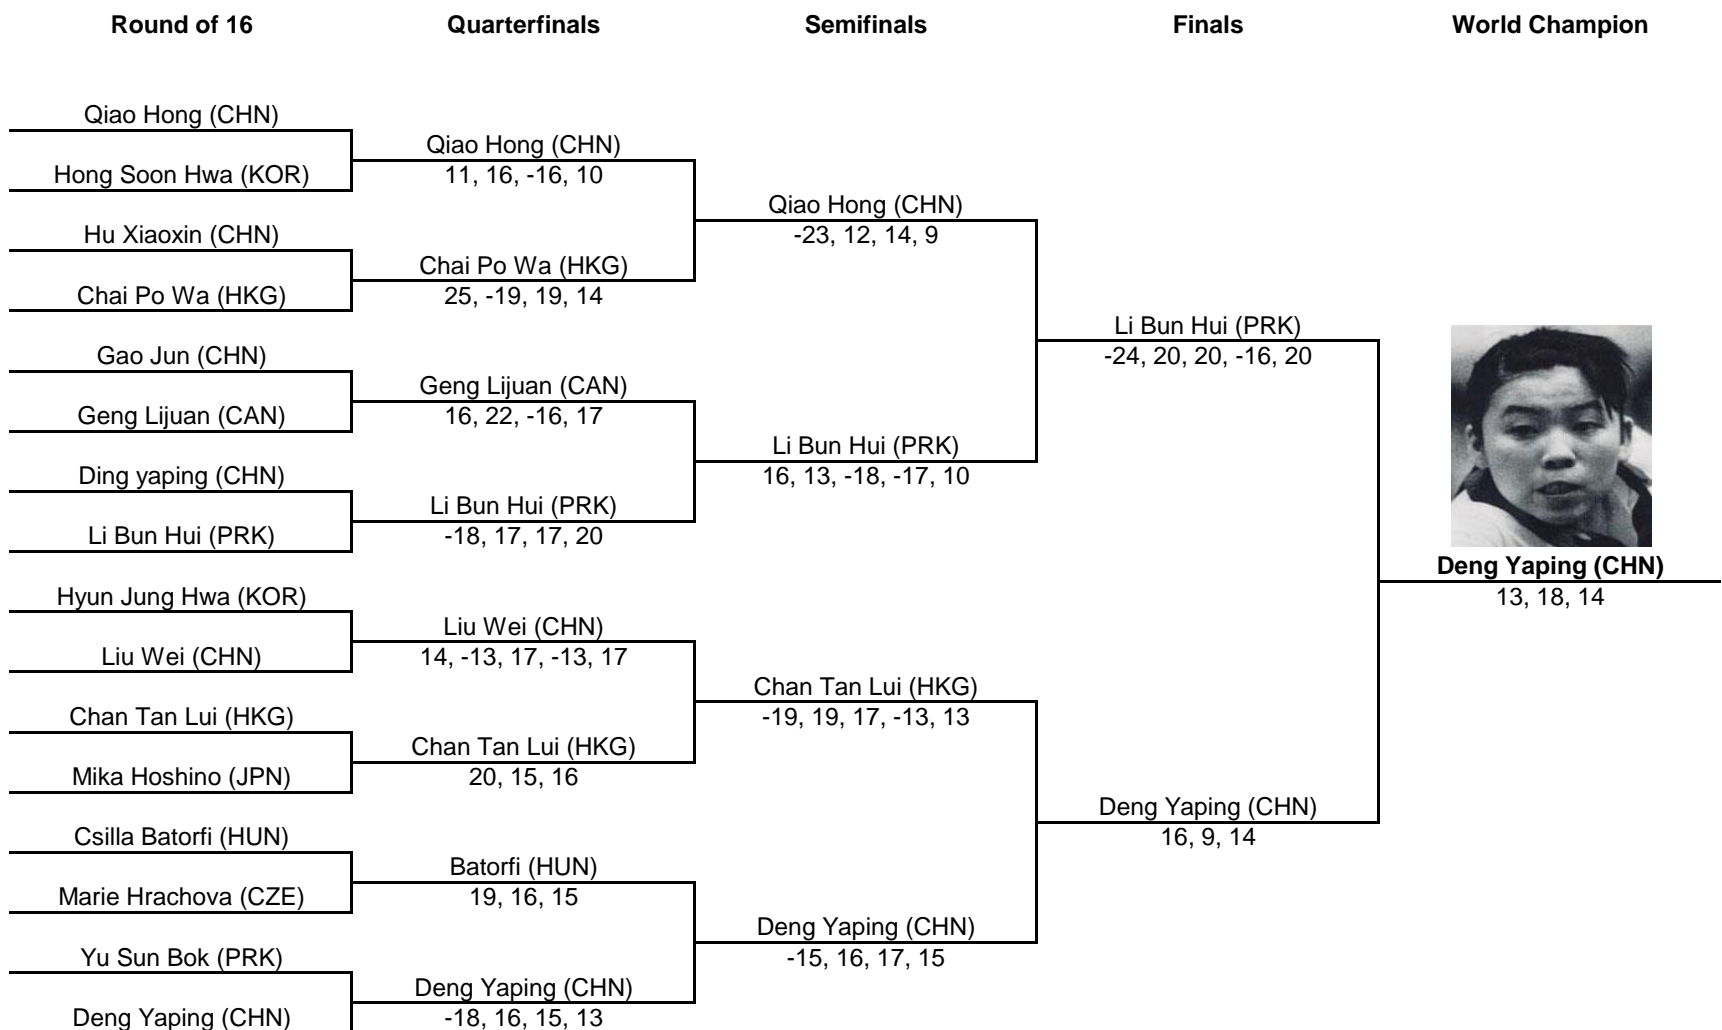 Round of 16 Quarterfinals Semifinals Finals World Champion
Qiao Hong (CHN)
Qiao Hong (CHN)
Hong Soon Hwa (KOR)
11, 16, -16, 10
Qiao Hong (CHN)
Hu Xiaoxin (CHN)
-23, 12, 14, 9
Chai Po Wa (HKG)
Chai Po Wa (HKG)
25, -19, 19, 14
Li Bun Hui (PRK)
Gao Jun (CHN)
-24, 20, 20, -16, 20
Geng Lijuan (CAN)
Geng Lijuan (CAN)
16, 22, -16, 17
Li Bun Hui (PRK)
Ding yaping (CHN)
16, 13, -18, -17, 10
Li Bun Hui (PRK)
Li Bun Hui (PRK)
-18, 17, 17, 20
Deng Yaping (CHN)
Hyun Jung Hwa (KOR)
13, 18, 14
Liu Wei (CHN)
Liu Wei (CHN)
14, -13, 17, -13, 17
Chan Tan Lui (HKG)
Chan Tan Lui (HKG)
-19, 19, 17, -13, 13
Chan Tan Lui (HKG)
Mika Hoshino (JPN)
20, 15, 16
Deng Yaping (CHN)
Csilla Batorfi (HUN)
16, 9, 14
Batorfi (HUN)
Marie Hrachova (CZE)
19, 16, 15
Deng Yaping (CHN)
Yu Sun Bok (PRK)
-15, 16, 17, 15
Deng Yaping (CHN)
Deng Yaping (CHN)
-18, 16, 15, 13